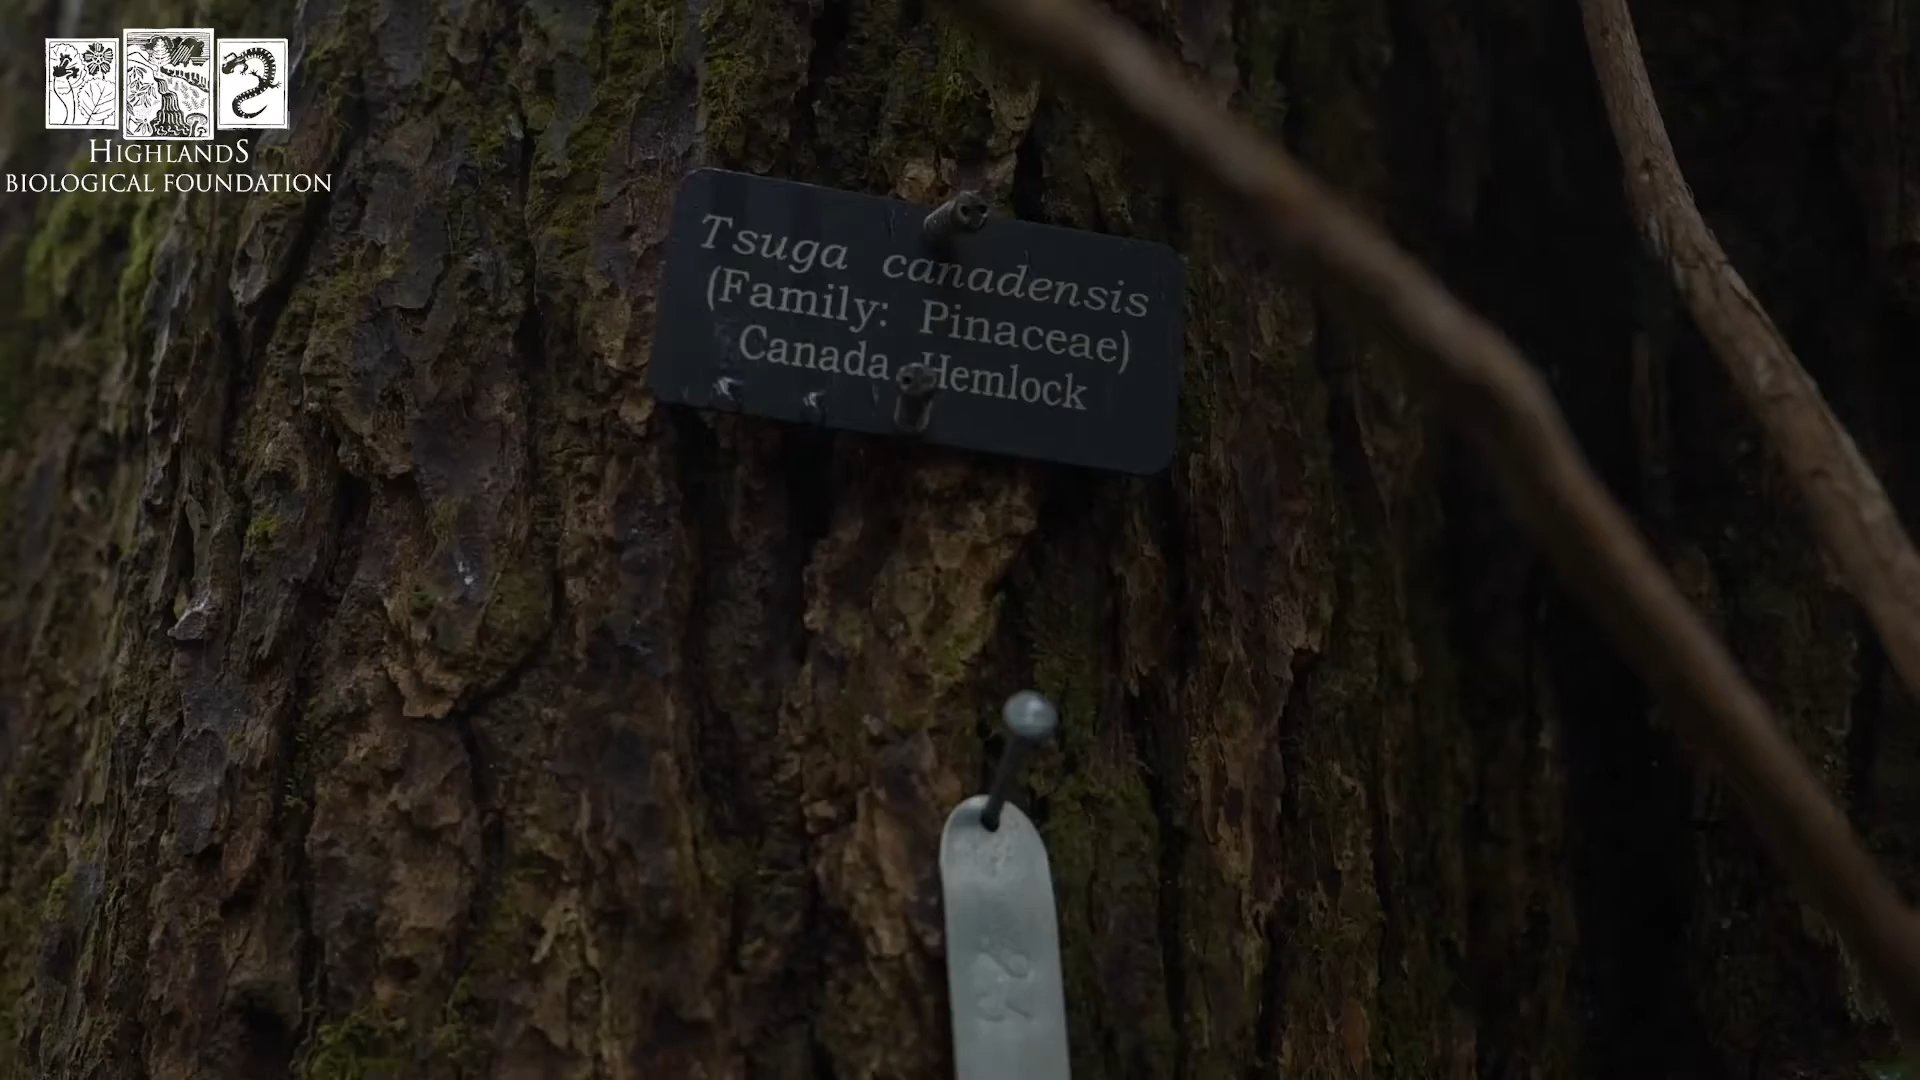 HIGHLANDS
BIOLOGICAL FOUNDATION
Tsuga canadensis
(Family: Pinaceae)
Canada Hemlock